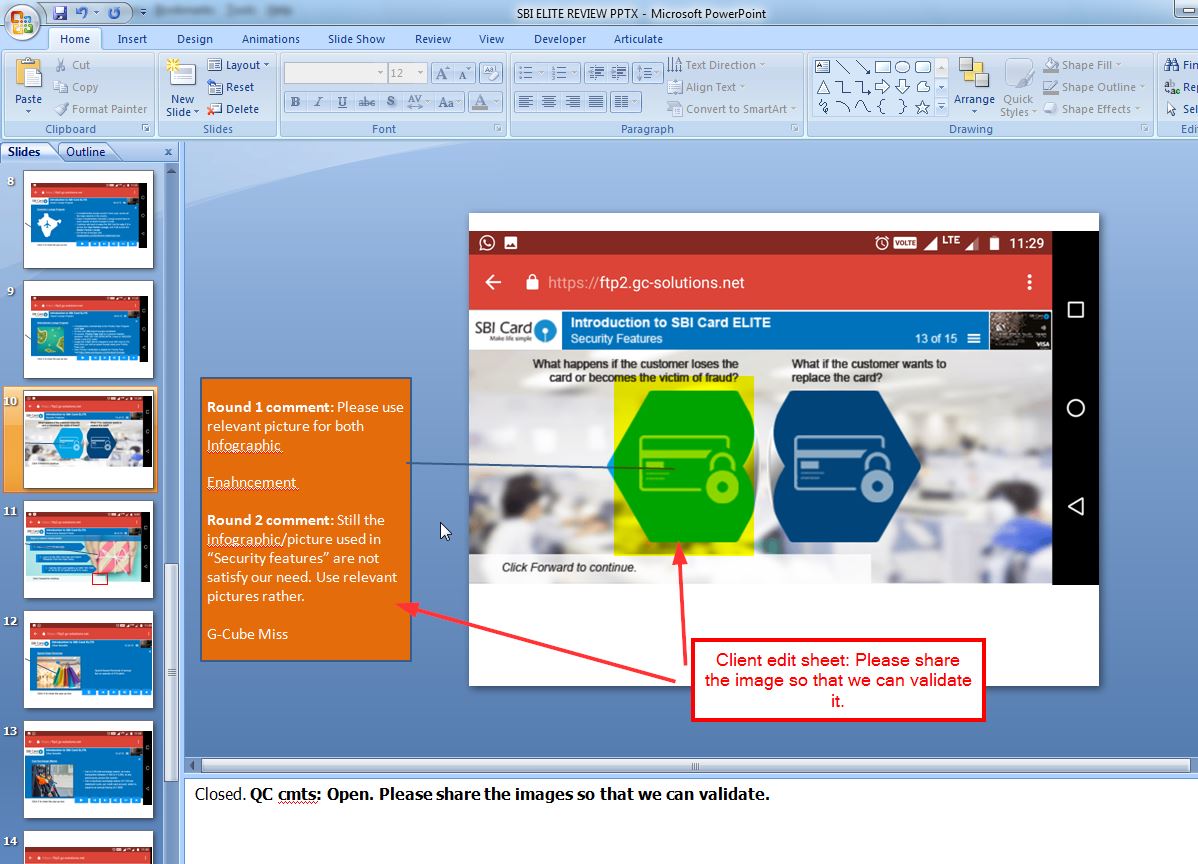 SBI ELITE REVIEW PPTX - Microsoft PowerPoint
Home Insert Design Animations Slide Show Review View Developer Articulate
Paste
Cut
Copy
Format Painter
Clipboard
New Slide
Layout
Reset
Delete
Slides
12
Font
Text Direction
Align Text
Convert to SmartArt
Paragraph
Arrange
Quick Styles
Shape Fill
Shape Outline
Shape Effects
Drawing
Slides Outline
8
9
10
11
12
13
14
Round 1 comment: Please use
relevant picture for both
Infographic
Enahncement
Round 2 comment: Still the
infographic/picture used in
“Security features” are not
satisfy our need. Use relevant
pictures rather.
G-Cube Miss
VOLTE LTE 11:29
https://ftp2.gc-solutions.net
SBI Card
Make life simple
Introduction to SBI Card ELITE
Security Features
13 of 15
VISA
What happens if the customer loses the
card or becomes the victim of fraud?
What if the customer wants to
replace the card?
Click Forward to continue.
Client edit sheet: Please share
the image so that we can validate
it.
Closed. QC cmts: Open. Please share the images so that we can validate.